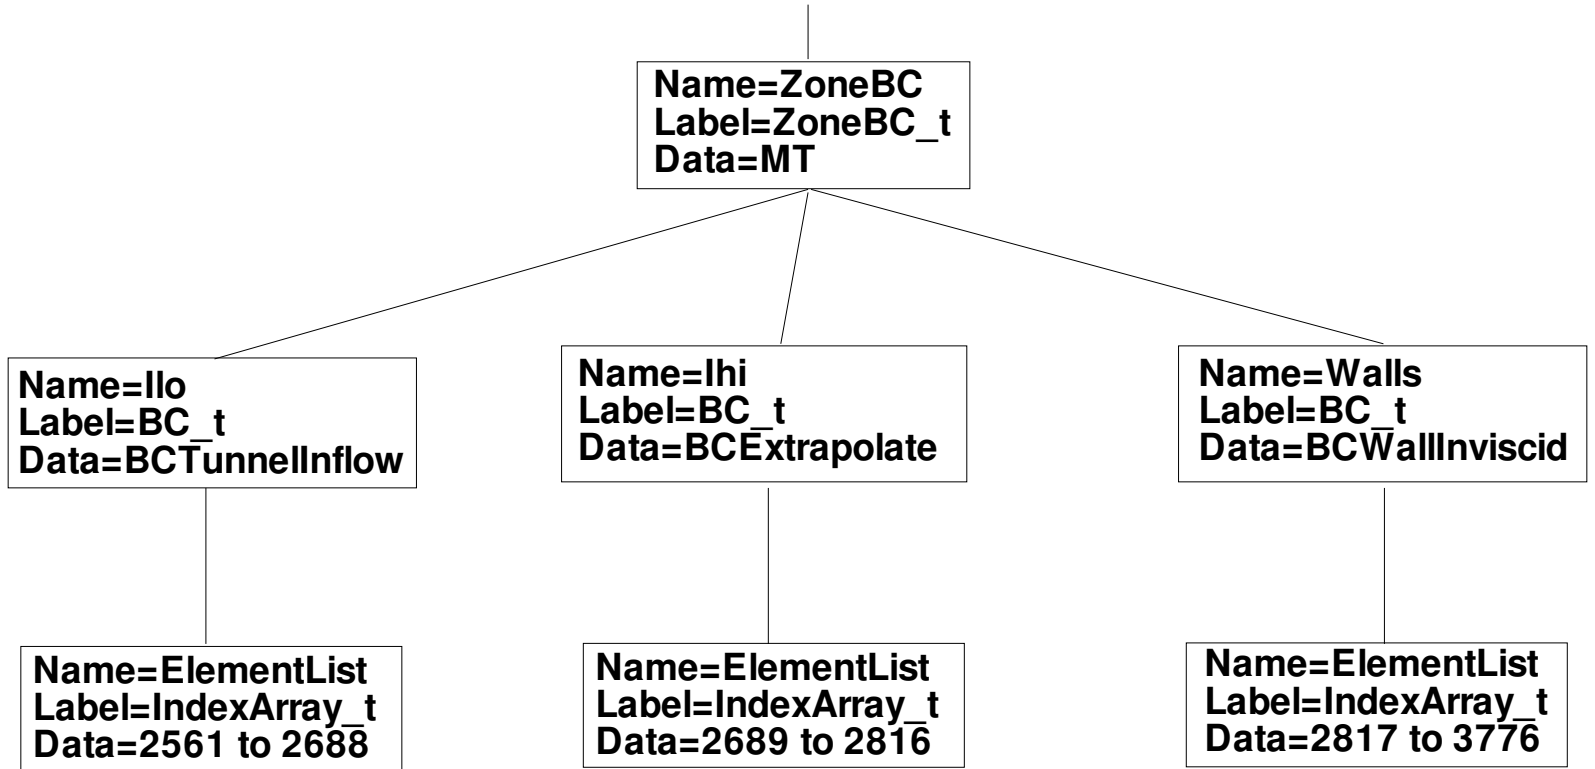 Name=ZoneBC
Label=ZoneBC_t
Data=MT
Name=Ilo
Label=BC_t
Data=BCTunnelInflow
Name=Ihi
Label=BC_t
Data=BCExtrapolate
Name=Walls
Label=BC_t
Data=BCWallInviscid
Name=ElementList
Label=IndexArray_t
Data=2561 to 2688
Name=ElementList
Label=IndexArray_t
Data=2689 to 2816
Name=ElementList
Label=IndexArray_t
Data=2817 to 3776